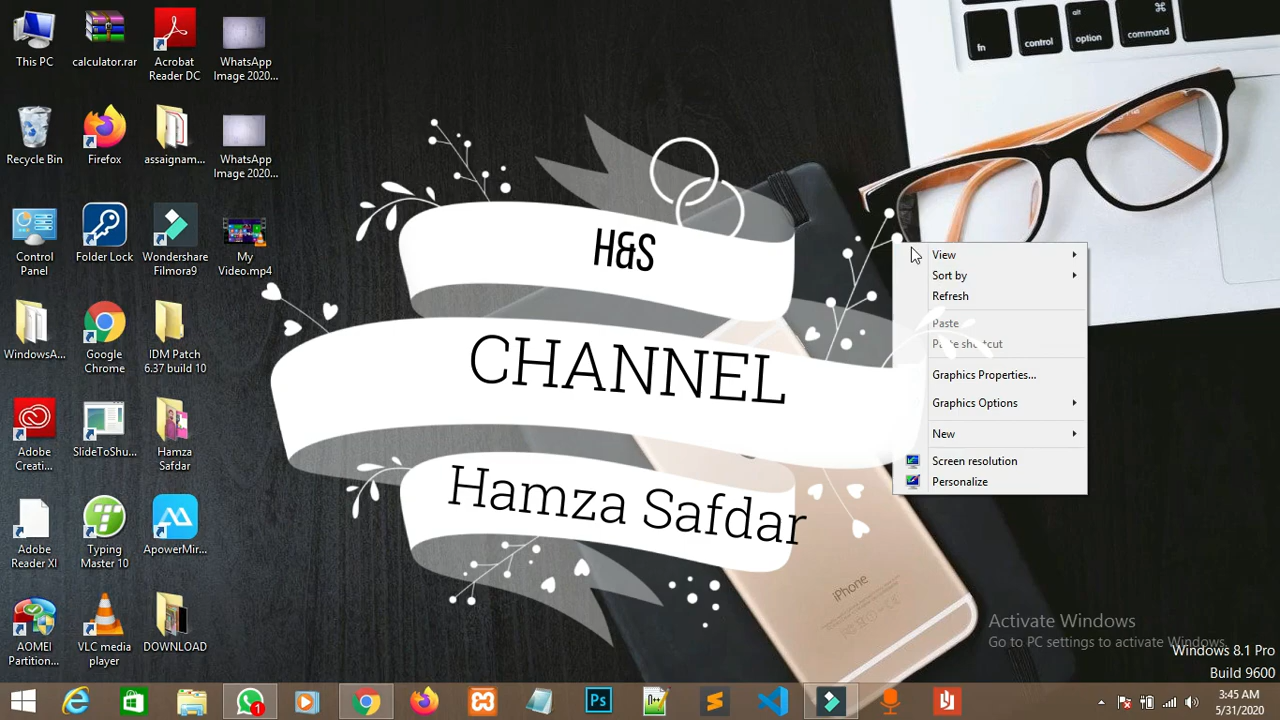 This PC
calculator.rar
Acrobat
Reader DC
WhatsApp
Image 2020...
Recycle Bin
Firefox
assaignam...
WhatsApp
Image 2020...
Control
Panel
Folder Lock
Wondershare
Filmora9
My
Video.mp4
WindowsA...
Google
Chrome
IDM Patch
6.37 build 10
Adobe
Creati...
SlideToShu...
Hamza
Safdar
Adobe
Reader XI
Typing
Master 10
ApowerMir...
AOMEI
Partition...
VLC media
player
DOWNLOAD
H&S
CHANNEL
Hamza Safdar
fn
control
alt
option
⌘
command
View
Sort by
Refresh
Paste
Paste shortcut
Graphics Properties...
Graphics Options
New
Screen resolution
Personalize
iPhone
Activate Windows
Go to PC settings to activate Windows.
Windows 8.1 Pro
Build 9600
1
Ps
3:45 AM
5/31/2020